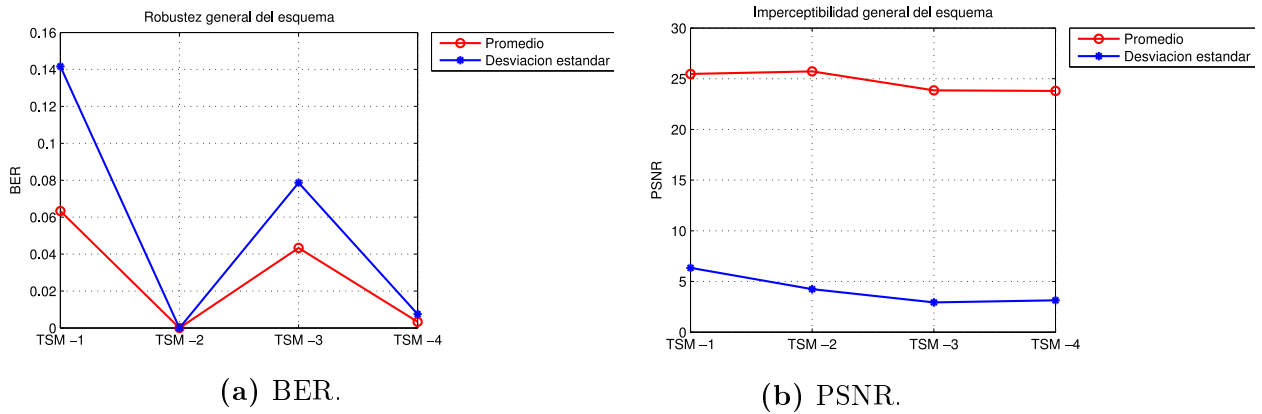 Robustez general del esquema
0.16
0.14
0.12
0.1
0.08
0.06
0.04
0.02
0
BER
TSM −1
TSM −2
TSM −3
TSM −4
Promedio
Desviacion estandar
(a) BER.
Imperceptibilidad general del esquema
30
25
20
15
10
5
0
PSNR
TSM −1
TSM −2
TSM −3
TSM −4
Promedio
Desviacion estandar
(b) PSNR.